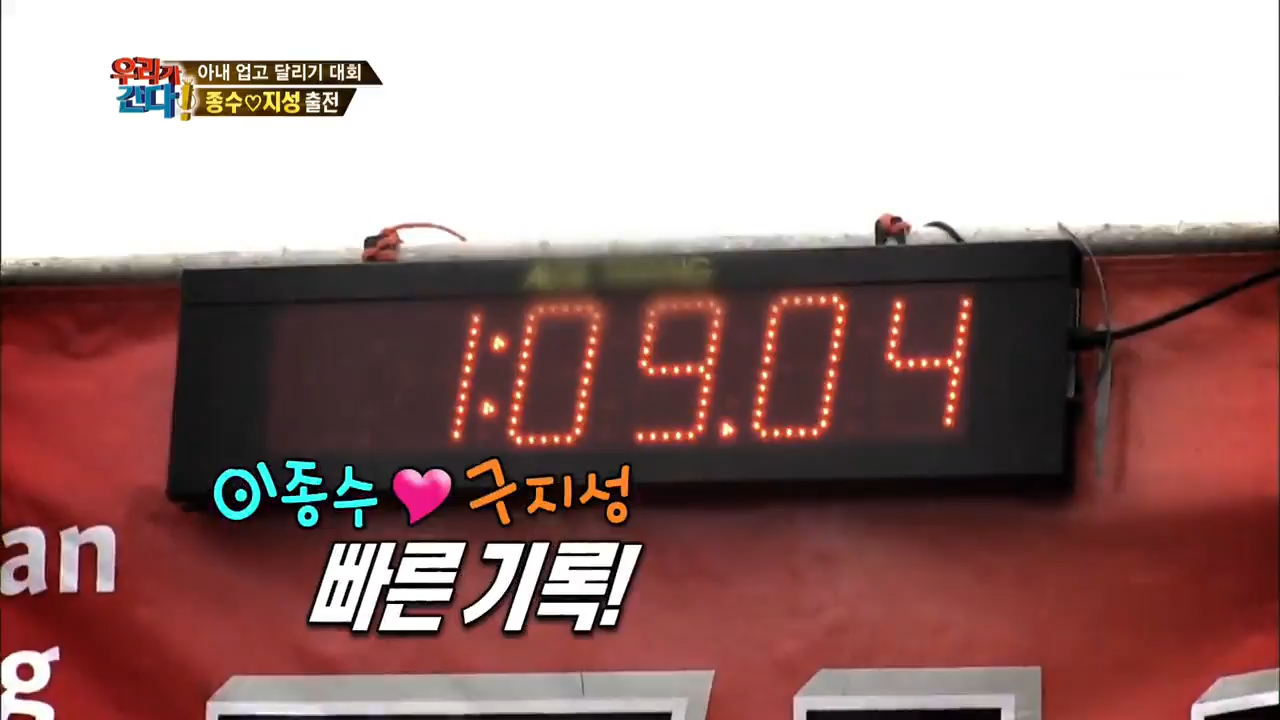 우리가 간다!
아내 업고 달리기 대회
종수♡지성 출전
1:09.04
이종수 구지성
빠른 기록!
an
g